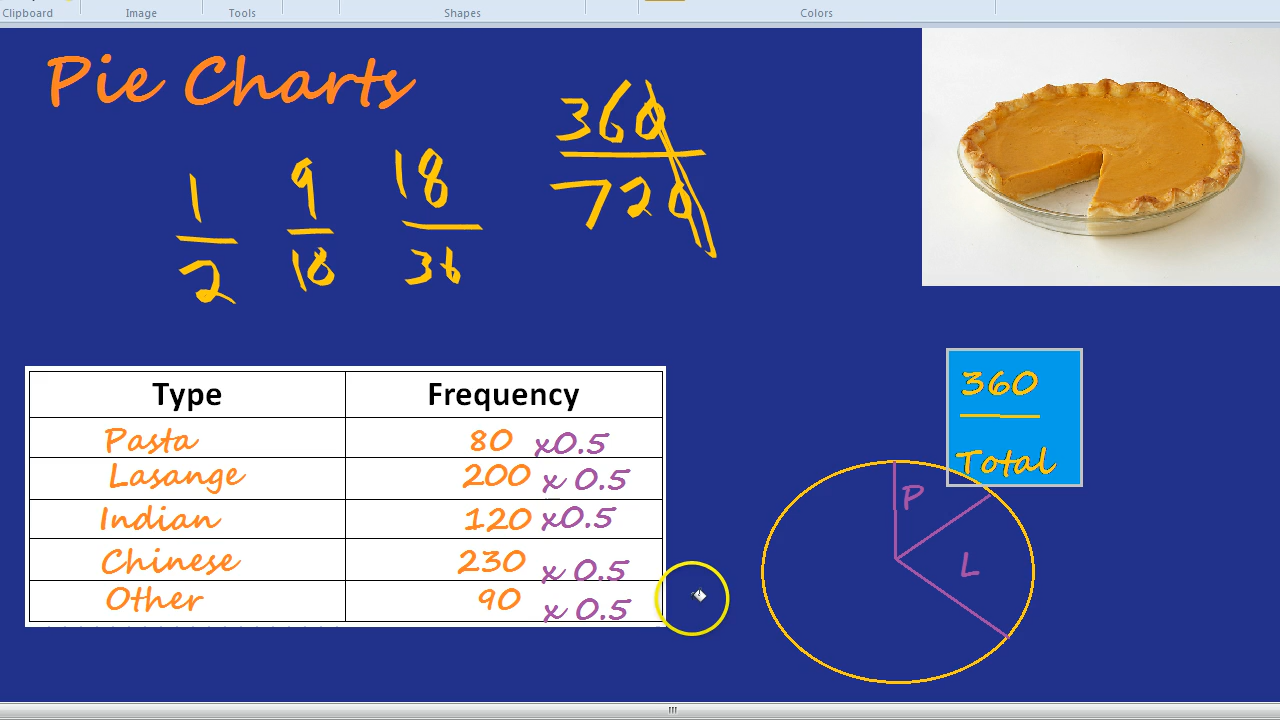 Clipboard Image Tools Shapes Colors
Pie Charts
1/2 9/18 18/36 360/720
360
Total
Type Frequency
Pasta 80 x0.5
Lasange 200 x 0.5
Indian 120 x0.5
Chinese 230 x 0.5
Other 90 x 0.5
P
L